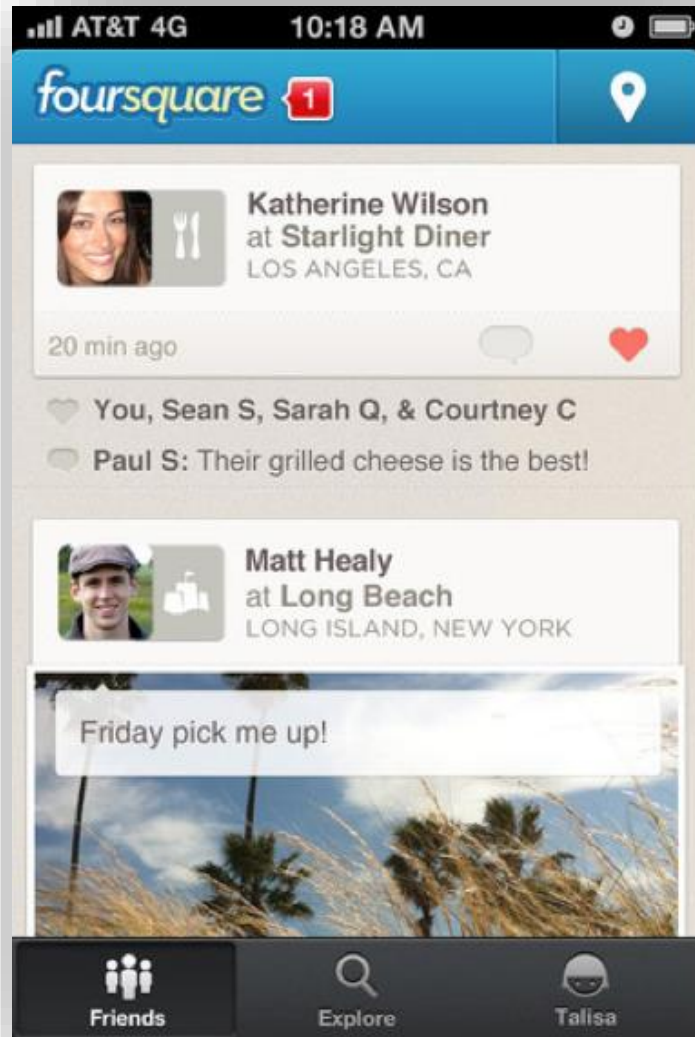 AT&T 4G 10:18 AM
foursquare 1
Katherine Wilson
at Starlight Diner
LOS ANGELES, CA
20 min ago
You, Sean S, Sarah Q, & Courtney C
Paul S: Their grilled cheese is the best!
Matt Healy
at Long Beach
LONG ISLAND, NEW YORK
Friday pick me up!
Friends Explore Talisa